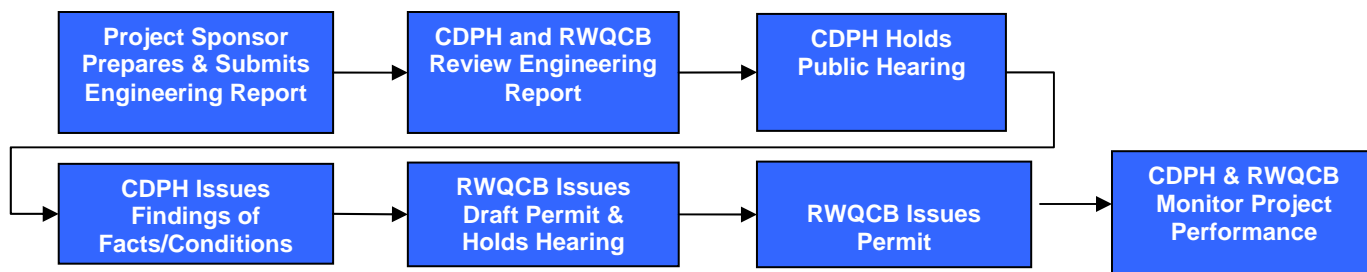 Project Sponsor
Prepares & Submits
Engineering Report
CDPH and RWQCB
Review Engineering
Report
CDPH Holds
Public Hearing
CDPH Issues
Findings of
Facts/Conditions
RWQCB Issues
Draft Permit &
Holds Hearing
RWQCB Issues
Permit
CDPH & RWQCB
Monitor Project
Performance